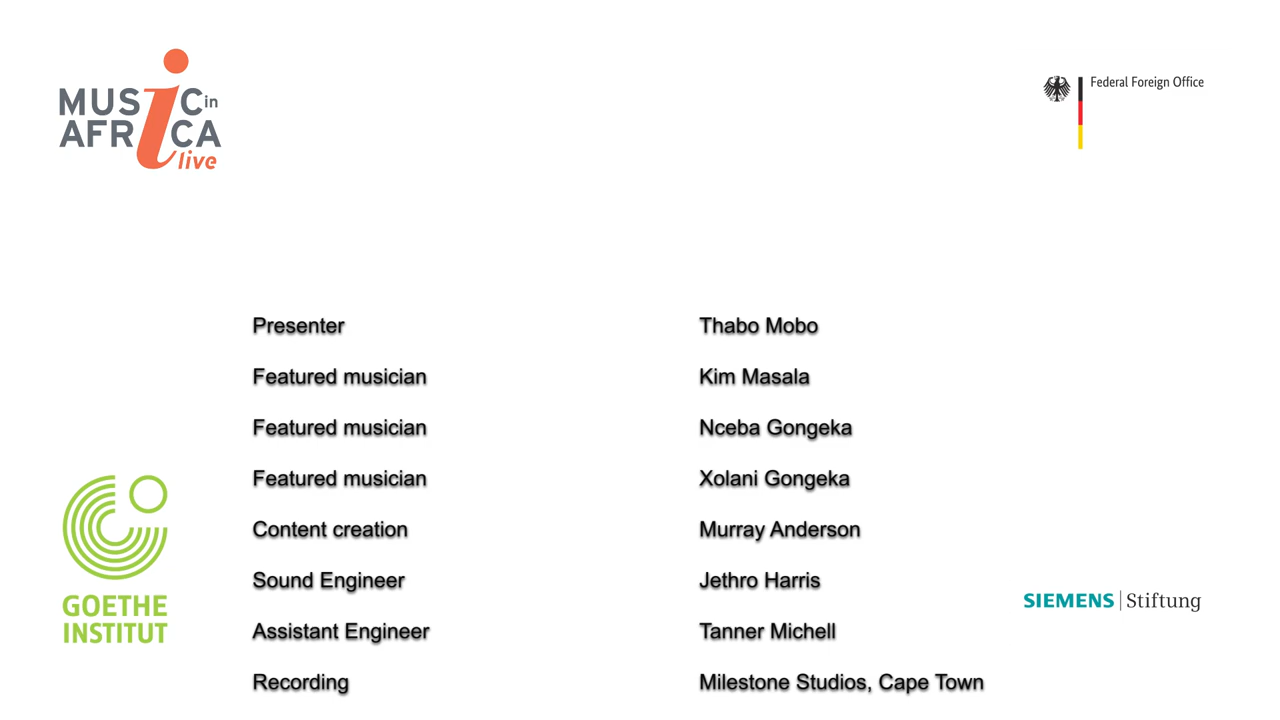 MUSiC in
AFRiCA
live
Federal Foreign Office
Presenter Thabo Mobo
Featured musician Kim Masala
Featured musician Nceba Gongeka
Featured musician Xolani Gongeka
Content creation Murray Anderson
Sound Engineer Jethro Harris
Assistant Engineer Tanner Michell
Recording Milestone Studios, Cape Town
GOETHE
INSTITUT
SIEMENS | Stiftung